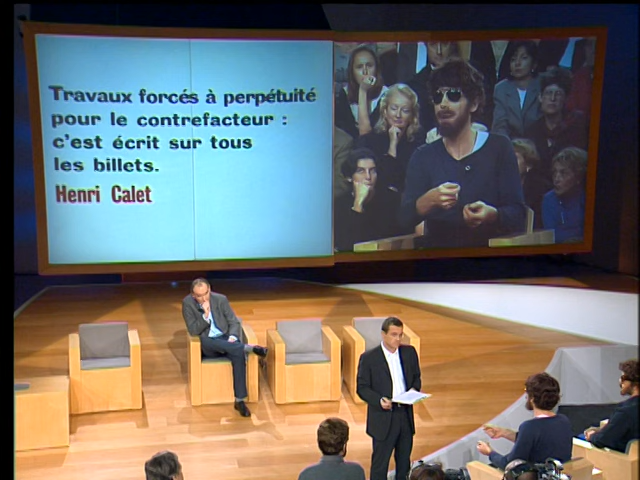 Travaux forcés à perpétuité
pour le contrefacteur :
c'est écrit sur tous
les billets.
Henri Calet